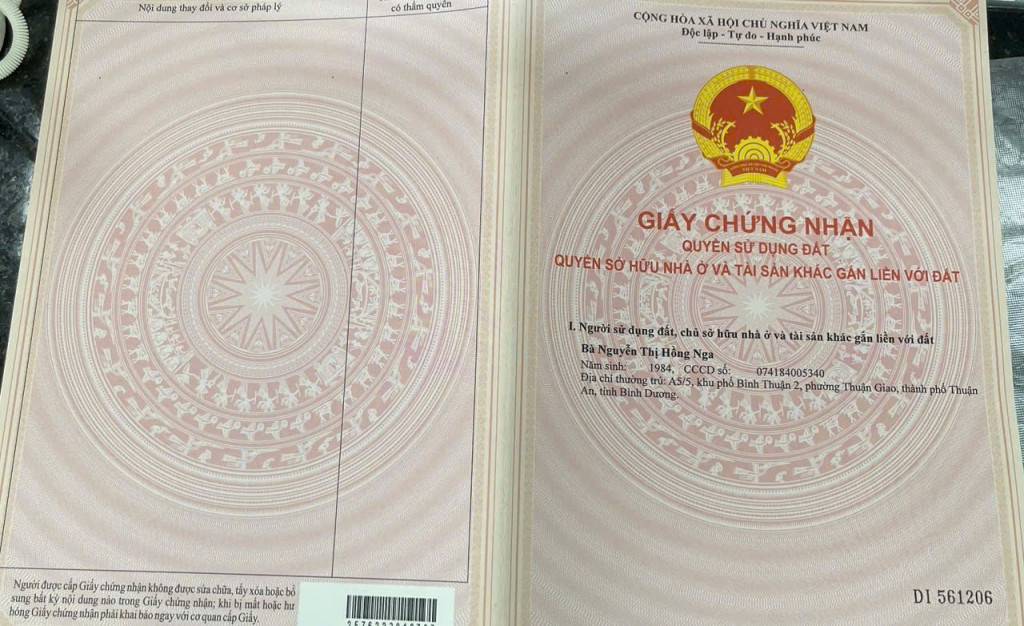 Nội dung thay đổi và cơ sở pháp lý
có thẩm quyền
Người được cấp Giấy chứng nhận không được sửa chữa, tẩy xóa hoặc bổ
sung bất kỳ nội dung nào trong Giấy chứng nhận; khi bị mất hoặc hư
hỏng Giấy chứng nhận phải khai báo ngay với cơ quan cấp Giấy.
CỘNG HÒA XÃ HỘI CHỦ NGHĨA VIỆT NAM
Độc lập - Tự do - Hạnh phúc
VIỆT NAM
GIẤY CHỨNG NHẬN
QUYỀN SỬ DỤNG ĐẤT
QUYỀN SỞ HỮU NHÀ Ở VÀ TÀI SẢN KHÁC GẮN LIỀN VỚI ĐẤT
I. Người sử dụng đất, chủ sở hữu nhà ở và tài sản khác gắn liền với đất
Bà Nguyễn Thị Hồng Nga
Năm sinh: 1984, CCCD số: 074184005340
Địa chỉ thường trú: A5/5, khu phố Bình Thuận 2, phường Thuận Giao, thành phố Thuận
An, tỉnh Bình Dương.
DI 561206